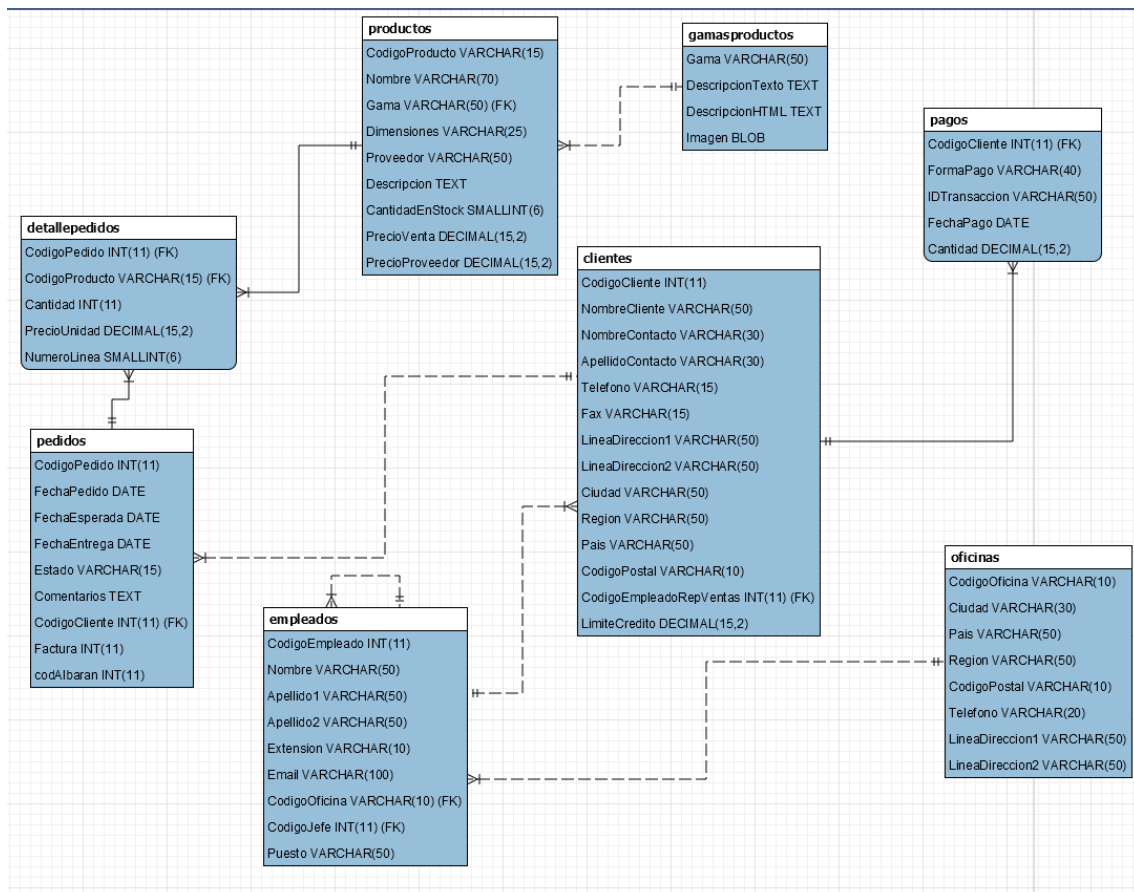 productos
CodigoProducto VARCHAR(15)
Nombre VARCHAR(70)
Gama VARCHAR(50) (FK)
Dimensiones VARCHAR(25)
Proveedor VARCHAR(50)
Descripcion TEXT
CantidadEnStock SMALLINT(6)
PrecioVenta DECIMAL(15,2)
PrecioProveedor DECIMAL(15,2)
gamasproductos
Gama VARCHAR(50)
DescripcionTexto TEXT
DescripcionHTML TEXT
Imagen BLOB
pagos
CodigoCliente INT(11) (FK)
FormaPago VARCHAR(40)
IDTransaccion VARCHAR(50)
FechaPago DATE
Cantidad DECIMAL(15,2)
detallepedidos
CodigoPedido INT(11) (FK)
CodigoProducto VARCHAR(15) (FK)
Cantidad INT(11)
PrecioUnidad DECIMAL(15,2)
NumeroLinea SMALLINT(6)
clientes
CodigoCliente INT(11)
NombreCliente VARCHAR(50)
NombreContacto VARCHAR(30)
ApellidoContacto VARCHAR(30)
Telefono VARCHAR(15)
Fax VARCHAR(15)
LineaDireccion1 VARCHAR(50)
LineaDireccion2 VARCHAR(50)
Ciudad VARCHAR(50)
Region VARCHAR(50)
Pais VARCHAR(50)
CodigoPostal VARCHAR(10)
CodigoEmpleadoRepVentas INT(11) (FK)
LimiteCredito DECIMAL(15,2)
pedidos
CodigoPedido INT(11)
FechaPedido DATE
FechaEsperada DATE
FechaEntrega DATE
Estado VARCHAR(15)
Comentarios TEXT
CodigoCliente INT(11) (FK)
Factura INT(11)
codAlbaran INT(11)
empleados
CodigoEmpleado INT(11)
Nombre VARCHAR(50)
Apellido1 VARCHAR(50)
Apellido2 VARCHAR(50)
Extension VARCHAR(10)
Email VARCHAR(100)
CodigoOficina VARCHAR(10) (FK)
CodigoJefe INT(11) (FK)
Puesto VARCHAR(50)
oficinas
CodigoOficina VARCHAR(10)
Ciudad VARCHAR(30)
Pais VARCHAR(50)
Region VARCHAR(50)
CodigoPostal VARCHAR(10)
Telefono VARCHAR(20)
LineaDireccion1 VARCHAR(50)
LineaDireccion2 VARCHAR(50)